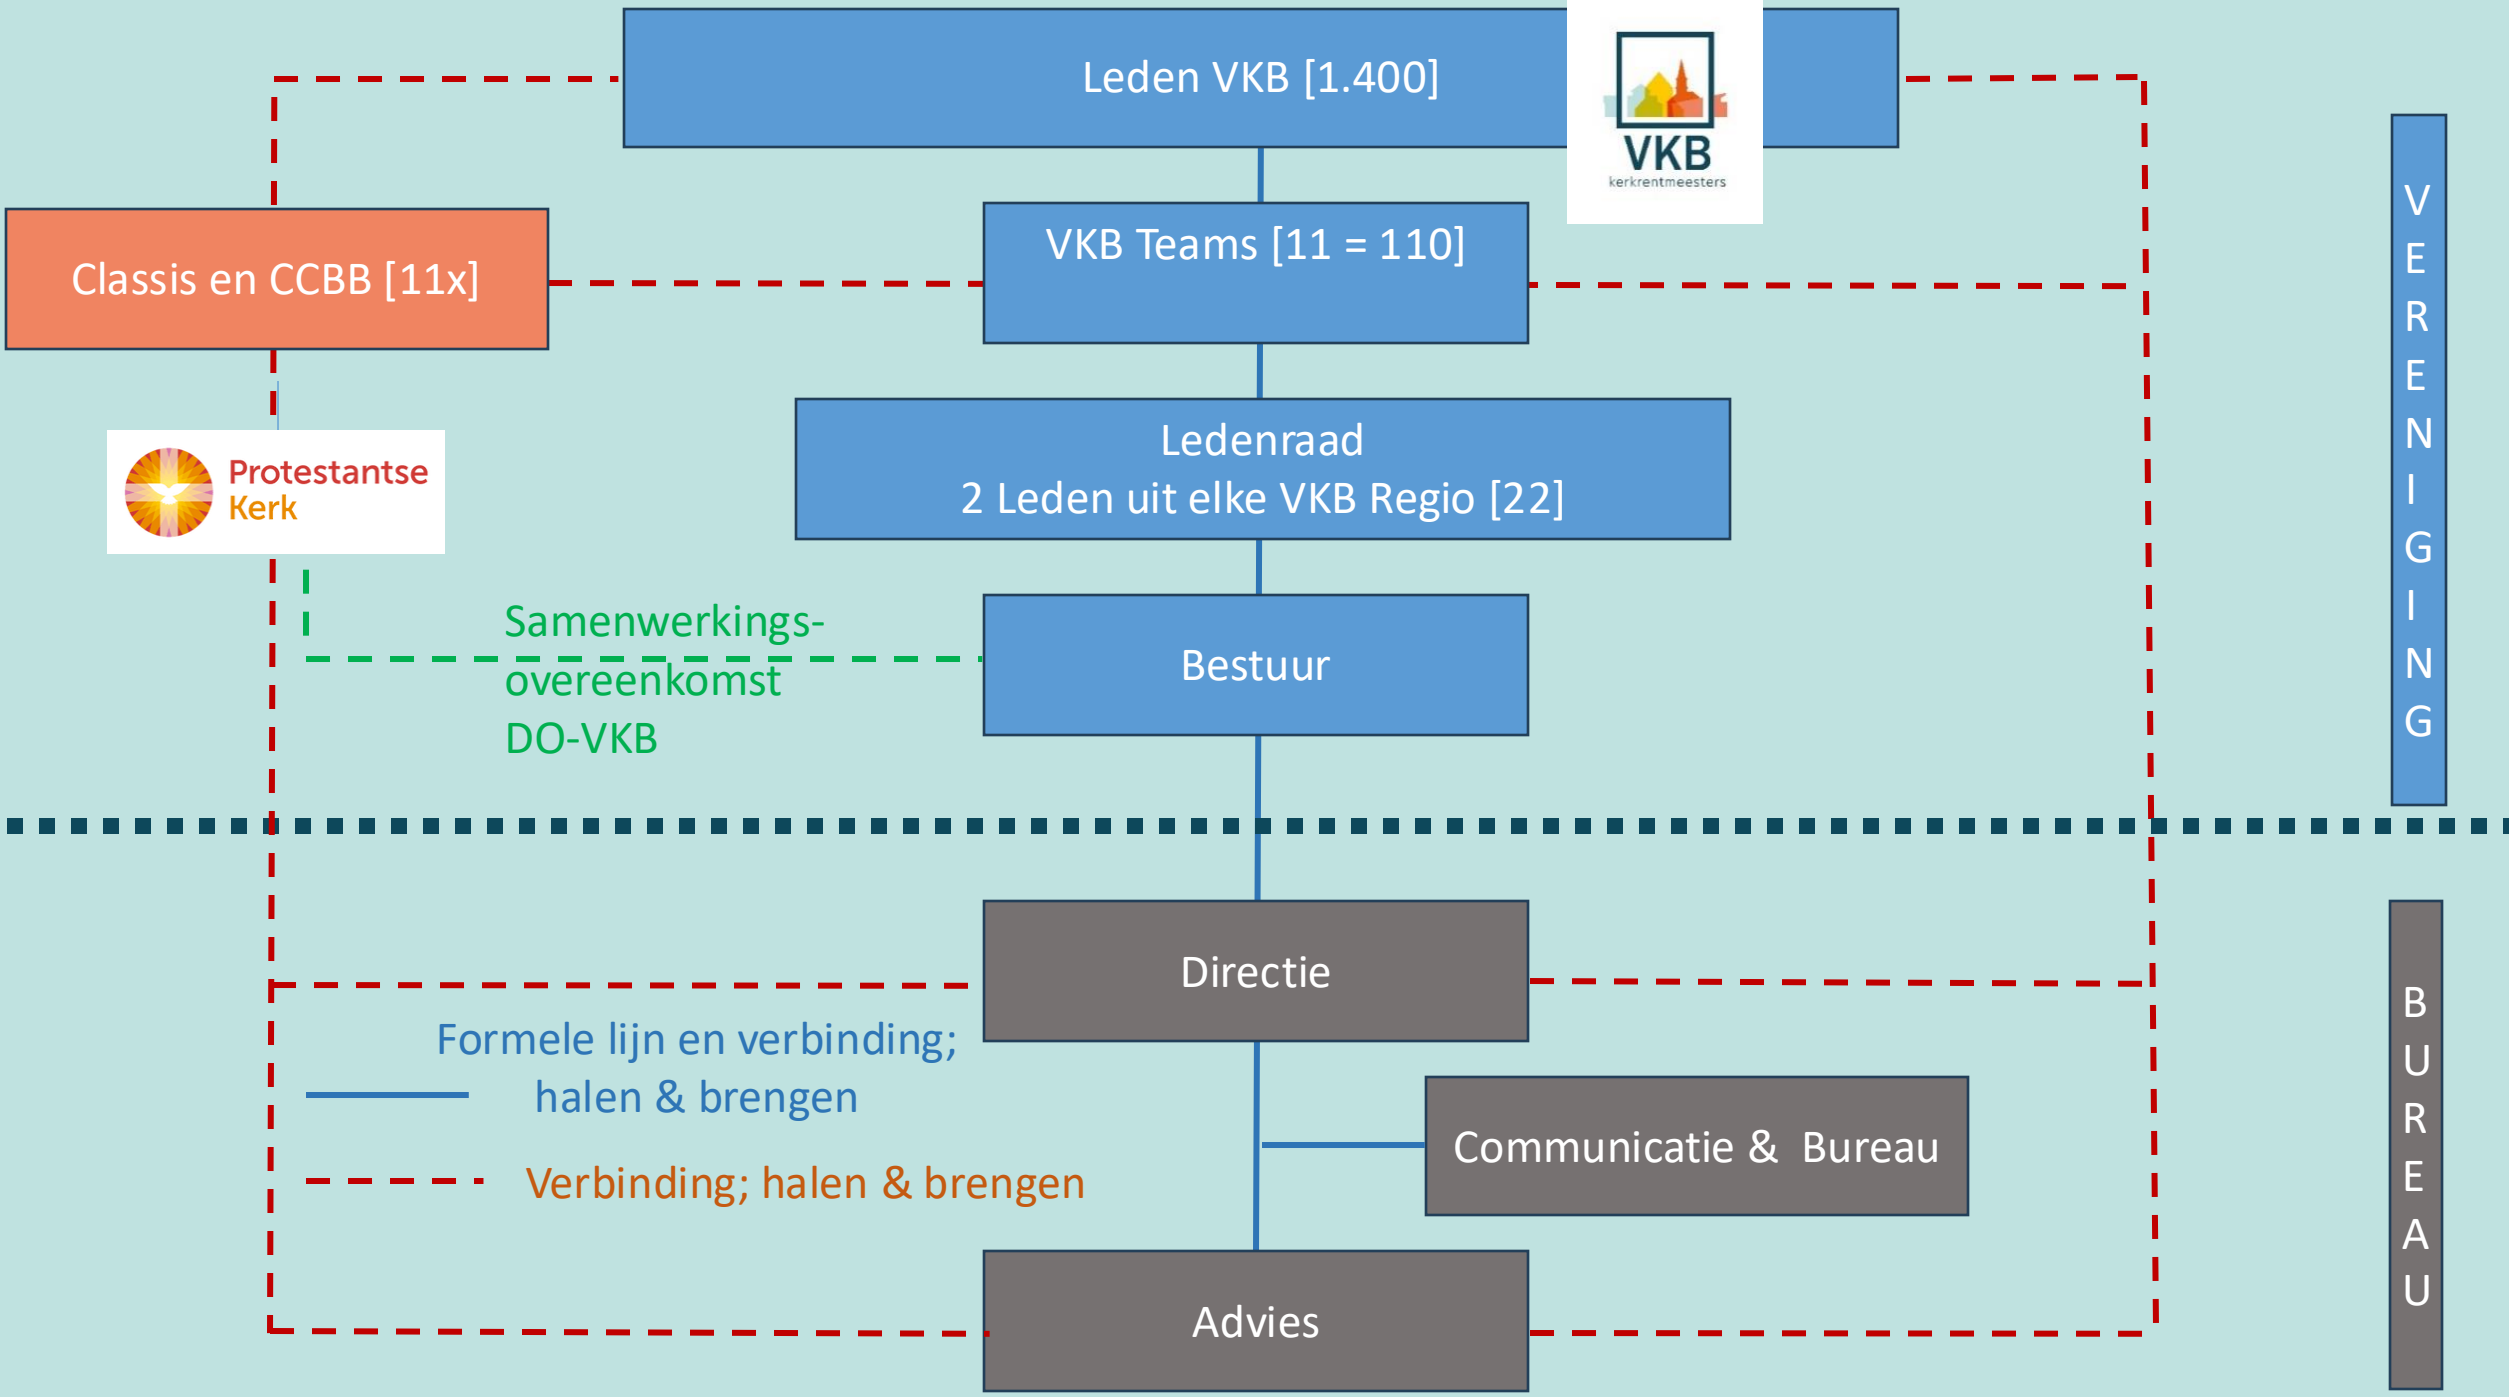 Leden VKB [1.400]
VKB
kerkrentmeesters
VKB Teams [11 = 110]
Classis en CCBB [11x]
Protestantse
Kerk
Ledenraad
2 Leden uit elke VKB Regio [22]
Samenwerkings-
overeenkomst
DO-VKB
Bestuur
V
E
R
E
N
I
G
I
N
G
Directie
Formele lijn en verbinding;
halen & brengen
Verbinding; halen & brengen
Communicatie & Bureau
Advies
B
U
R
E
A
U